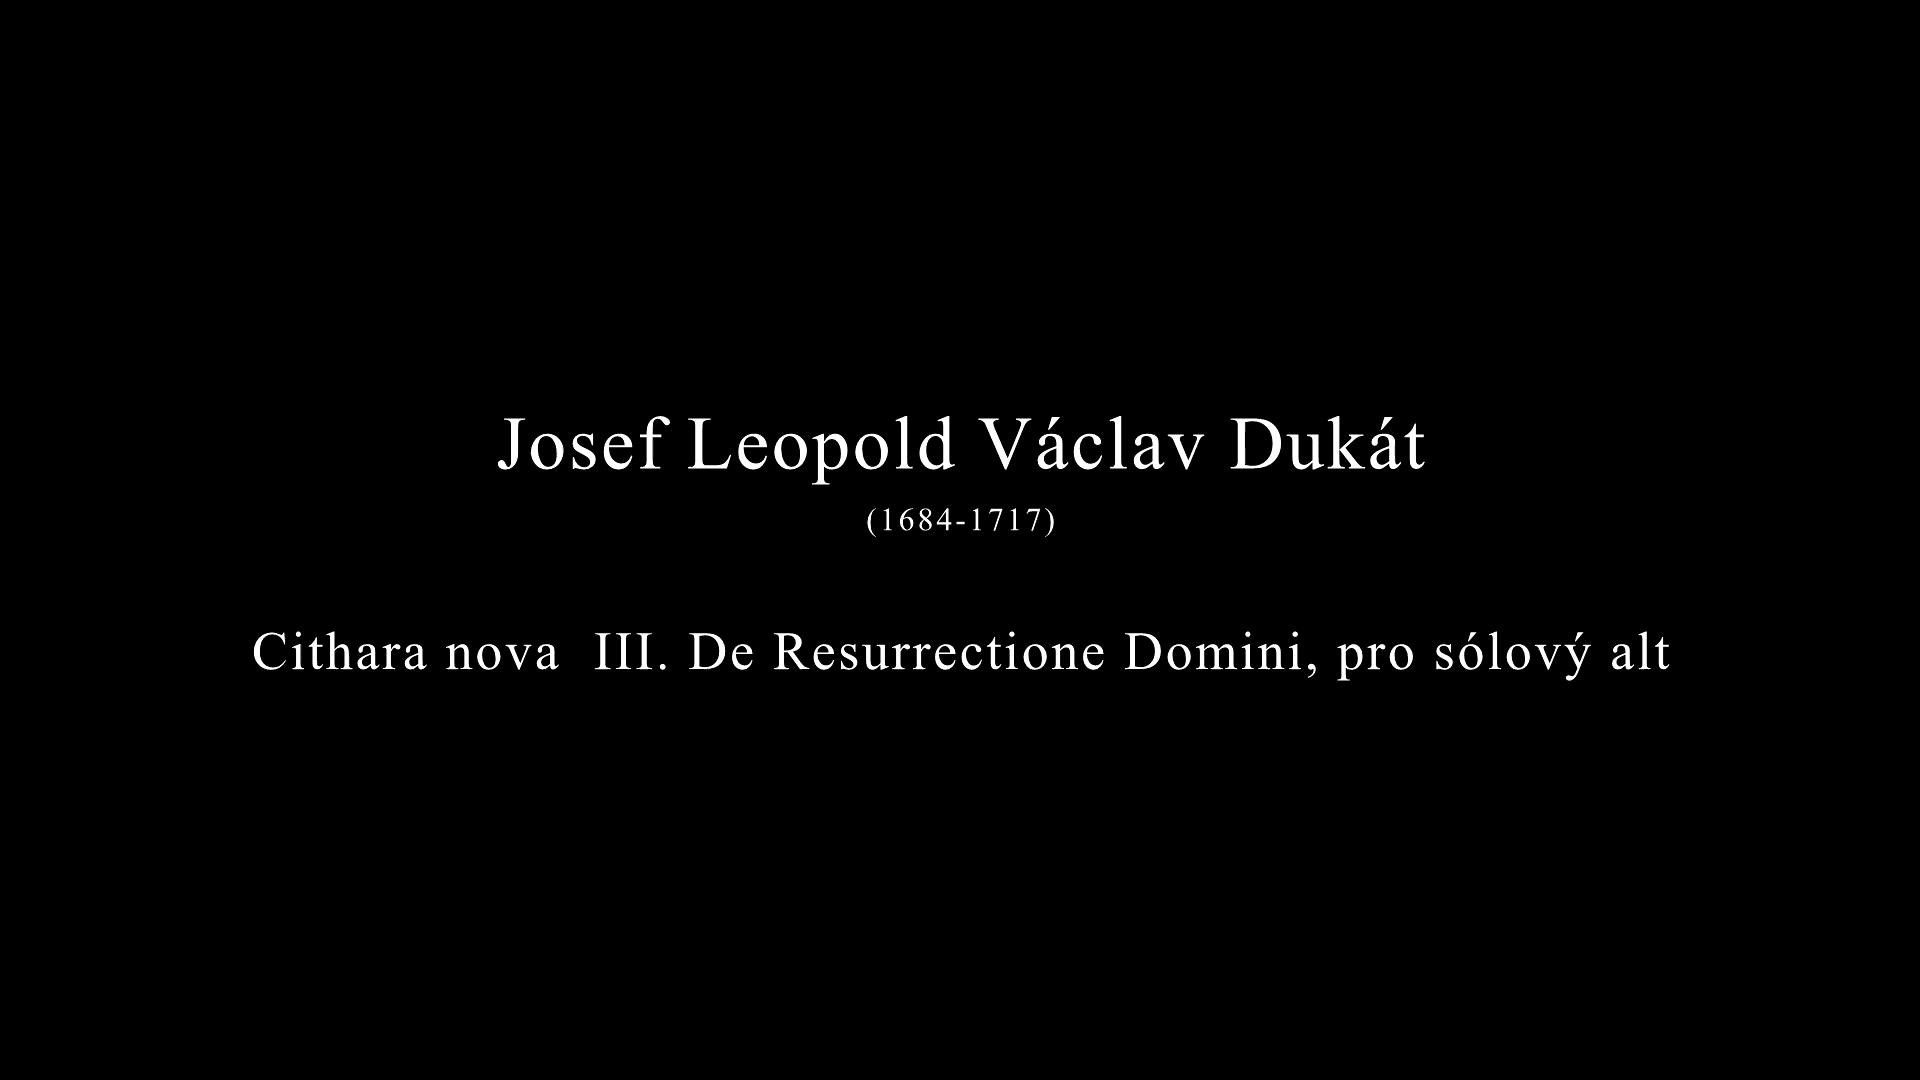 Josef Leopold Václav Dukát
(1684-1717)
Cithara nova  III. De Resurrectione Domini, pro sólový alt